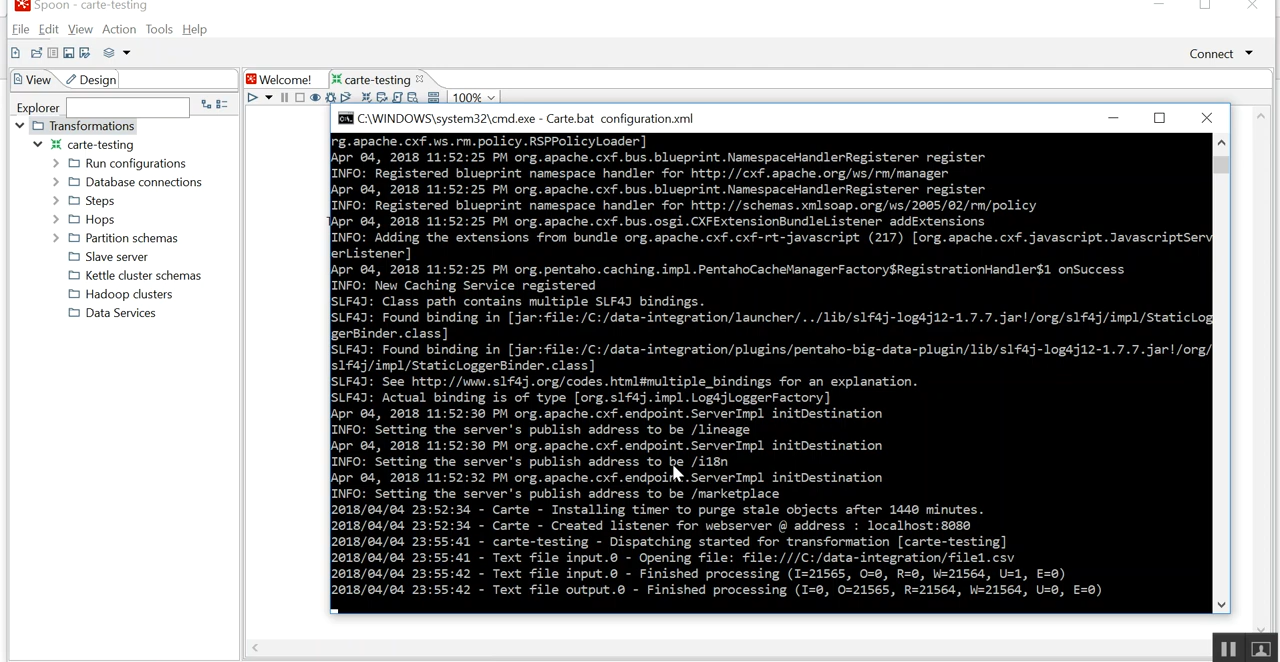 Spoon - carte-testing
File Edit View Action Tools Help
Connect
View Design
Welcome! carte-testing
Explorer
100%
Transformations
carte-testing
Run configurations
Database connections
Steps
Hops
Partition schemas
Slave server
Kettle cluster schemas
Hadoop clusters
Data Services
C:\WINDOWS\system32\cmd.exe - Carte.bat configuration.xml
rg.apache.cxf.ws.rm.policy.RSPPolicyLoader]
Apr 04, 2018 11:52:25 PM org.apache.cxf.bus.blueprint.NamespaceHandlerRegisterer register
INFO: Registered blueprint namespace handler for http://cxf.apache.org/ws/rm/manager
Apr 04, 2018 11:52:25 PM org.apache.cxf.bus.blueprint.NamespaceHandlerRegisterer register
INFO: Registered blueprint namespace handler for http://schemas.xmlsoap.org/ws/2005/02/rm/policy
Apr 04, 2018 11:52:25 PM org.apache.cxf.bus.osgi.CXFExtensionBundleListener addExtensions
INFO: Adding the extensions from bundle org.apache.cxf.cxf-rt-javascript (217) [org.apache.cxf.javascript.JavascriptServ
erListener]
Apr 04, 2018 11:52:25 PM org.pentaho.caching.impl.PentahoCacheManagerFactory$RegistrationHandler$1 onSuccess
INFO: New Caching Service registered
SLF4J: Class path contains multiple SLF4J bindings.
SLF4J: Found binding in [jar:file:/C:/data-integration/launcher/../lib/slf4j-log4j12-1.7.7.jar!/org/slf4j/impl/StaticLog
gerBinder.class]
SLF4J: Found binding in [jar:file:/C:/data-integration/plugins/pentaho-big-data-plugin/lib/slf4j-log4j12-1.7.7.jar!/org/
slf4j/impl/StaticLoggerBinder.class]
SLF4J: See http://www.slf4j.org/codes.html#multiple_bindings for an explanation.
SLF4J: Actual binding is of type [org.slf4j.impl.Log4jLoggerFactory]
Apr 04, 2018 11:52:30 PM org.apache.cxf.endpoint.ServerImpl initDestination
INFO: Setting the server's publish address to be /lineage
Apr 04, 2018 11:52:30 PM org.apache.cxf.endpoint.ServerImpl initDestination
INFO: Setting the server's publish address to be /i18n
Apr 04, 2018 11:52:32 PM org.apache.cxf.endpoint.ServerImpl initDestination
INFO: Setting the server's publish address to be /marketplace
2018/04/04 23:52:34 - Carte - Installing timer to purge stale objects after 1440 minutes.
2018/04/04 23:52:34 - Carte - Created listener for webserver @ address : localhost:8080
2018/04/04 23:55:41 - carte-testing - Dispatching started for transformation [carte-testing]
2018/04/04 23:55:41 - Text file input.0 - Opening file: file:///C:/data-integration/file1.csv
2018/04/04 23:55:42 - Text file input.0 - Finished processing (I=21565, O=0, R=0, W=21564, U=1, E=0)
2018/04/04 23:55:42 - Text file output.0 - Finished processing (I=0, O=21565, R=21564, W=21564, U=0, E=0)